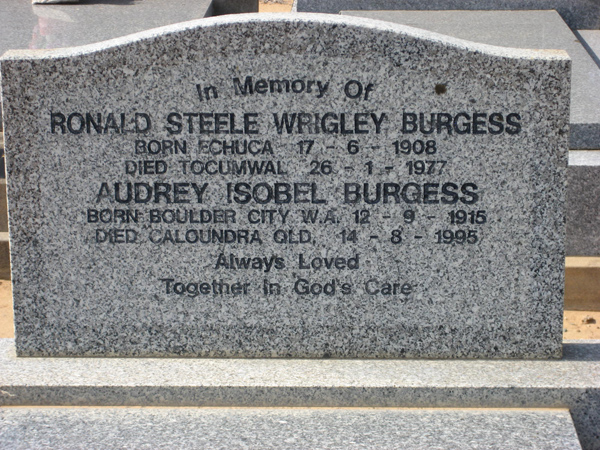 In Memory Of
RONALD STEELE WRIGLEY BURGESS
BORN ECHUCA 17 - 6 - 1908
DIED TOCUMWAL 26 - 1 - 1977
AUDREY ISOBEL BURGESS
BORN BOULDER CITY W.A. 12 - 9 - 1915
DIED CALOUNDRA QLD. 14 - 8 - 1995
Always Loved
Together In God's Care